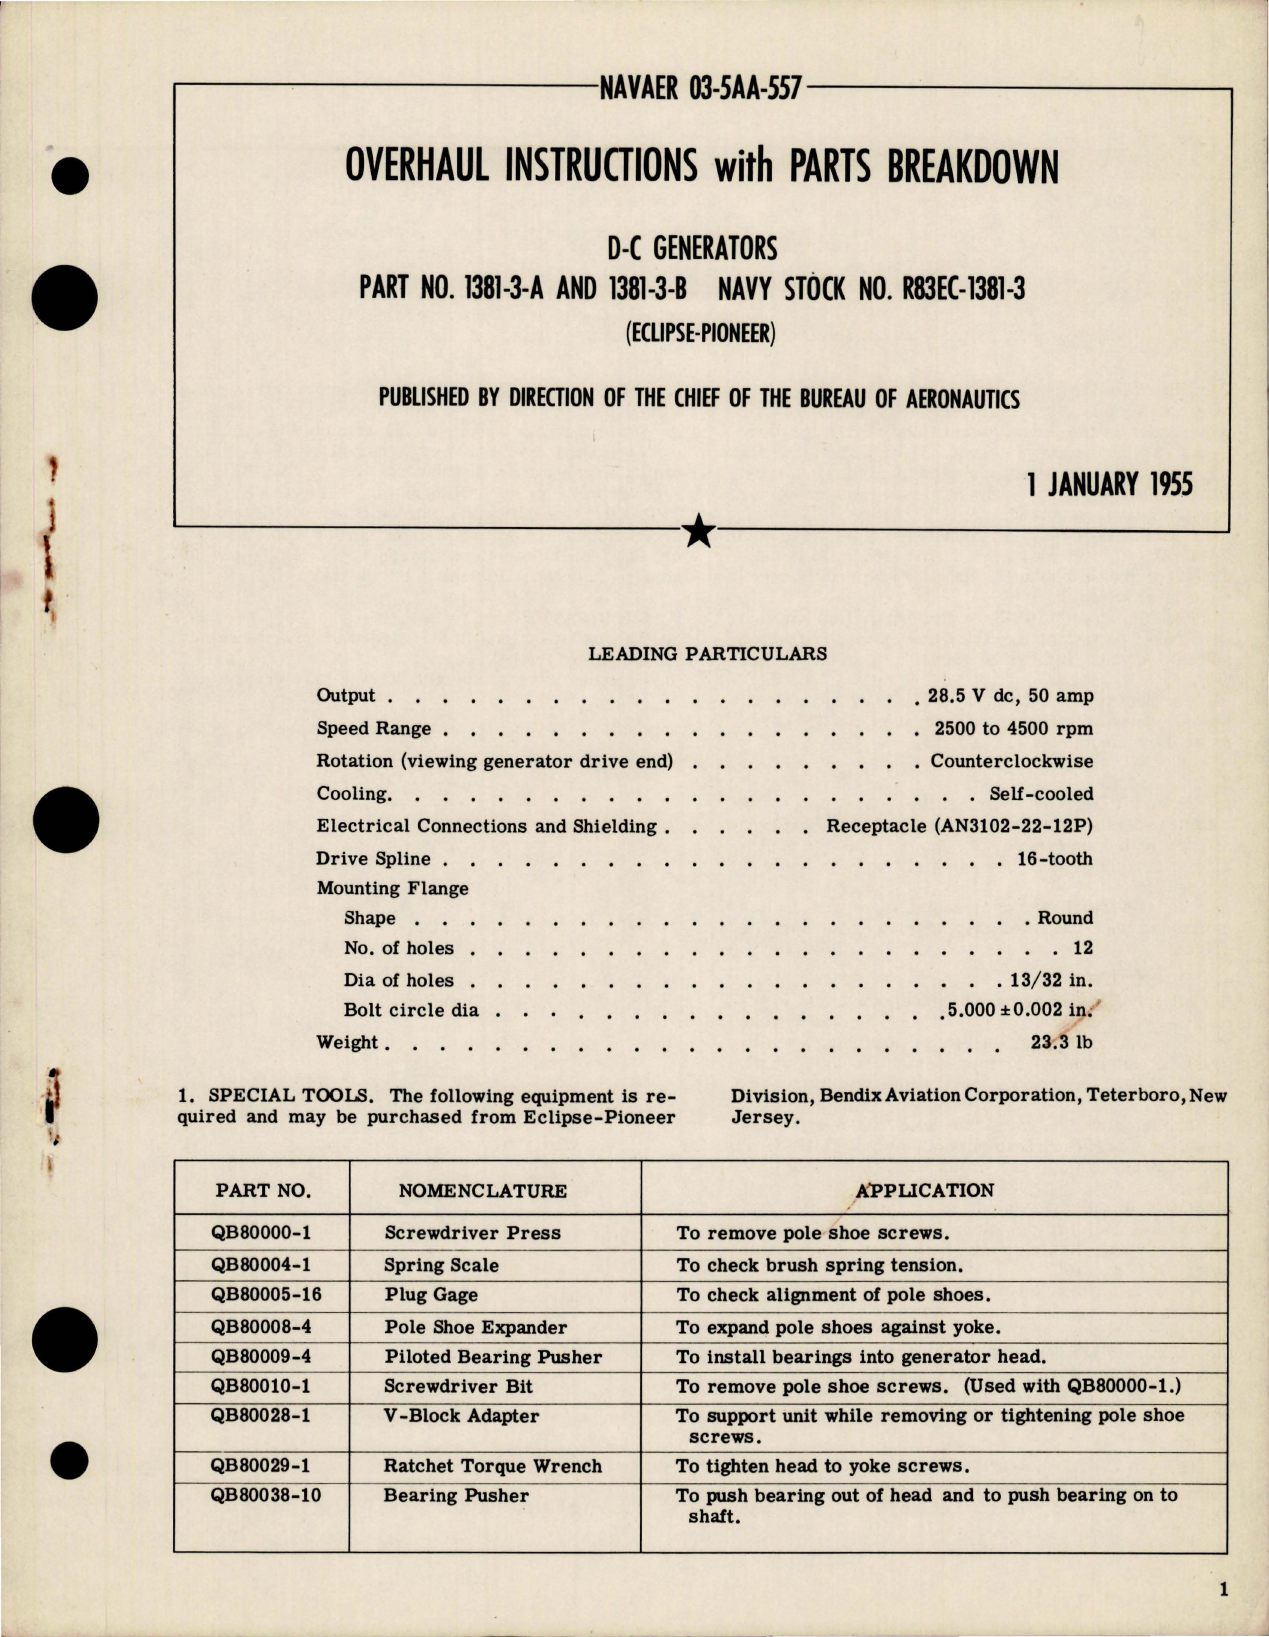 NAVAER 03-5AA-557
OVERHAUL INSTRUCTIONS with PARTS BREAKDOWN
D-C GENERATORS
PART NO. 1381-3-A AND 1381-3-B NAVY STOCK NO. R83EC-1381-3
(ECLIPSE-PIONEER)
PUBLISHED BY DIRECTION OF THE CHIEF OF THE BUREAU OF AERONAUTICS
1 JANUARY 1955
LEADING PARTICULARS
Output . . . . . . . . . . . . . . . . . . . . 28.5 V dc, 50 amp
Speed Range . . . . . . . . . . . . . . . . . . 2500 to 4500 rpm
Rotation (viewing generator drive end) . . . . . . . . . Counterclockwise
Cooling. . . . . . . . . . . . . . . . . . . . . . Self-cooled
Electrical Connections and Shielding . . . . . . Receptacle (AN3102-22-12P)
Drive Spline . . . . . . . . . . . . . . . . . . . . . 16-tooth
Mounting Flange
Shape . . . . . . . . . . . . . . . . . . . . . . . Round
No. of holes . . . . . . . . . . . . . . . . . . . . . . 12
Dia of holes . . . . . . . . . . . . . . . . . . . . 13/32 in.
Bolt circle dia . . . . . . . . . . . . . . . . . 5.000 ±0.002 in.
Weight . . . . . . . . . . . . . . . . . . . . . . . 23.3 lb
1. SPECIAL TOOLS. The following equipment is re-
quired and may be purchased from Eclipse-Pioneer
Division, Bendix Aviation Corporation, Teterboro, New
Jersey.
PART NO. NOMENCLATURE APPLICATION
QB80000-1 Screwdriver Press To remove pole shoe screws.
QB80004-1 Spring Scale To check brush spring tension.
QB80005-16 Plug Gage To check alignment of pole shoes.
QB80008-4 Pole Shoe Expander To expand pole shoes against yoke.
QB80009-4 Piloted Bearing Pusher To install bearings into generator head.
QB80010-1 Screwdriver Bit To remove pole shoe screws. (Used with QB80000-1.)
QB80028-1 V-Block Adapter To support unit while removing or tightening pole shoe
screws.
QB80029-1 Ratchet Torque Wrench To tighten head to yoke screws.
QB80038-10 Bearing Pusher To push bearing out of head and to push bearing on to
shaft.
1